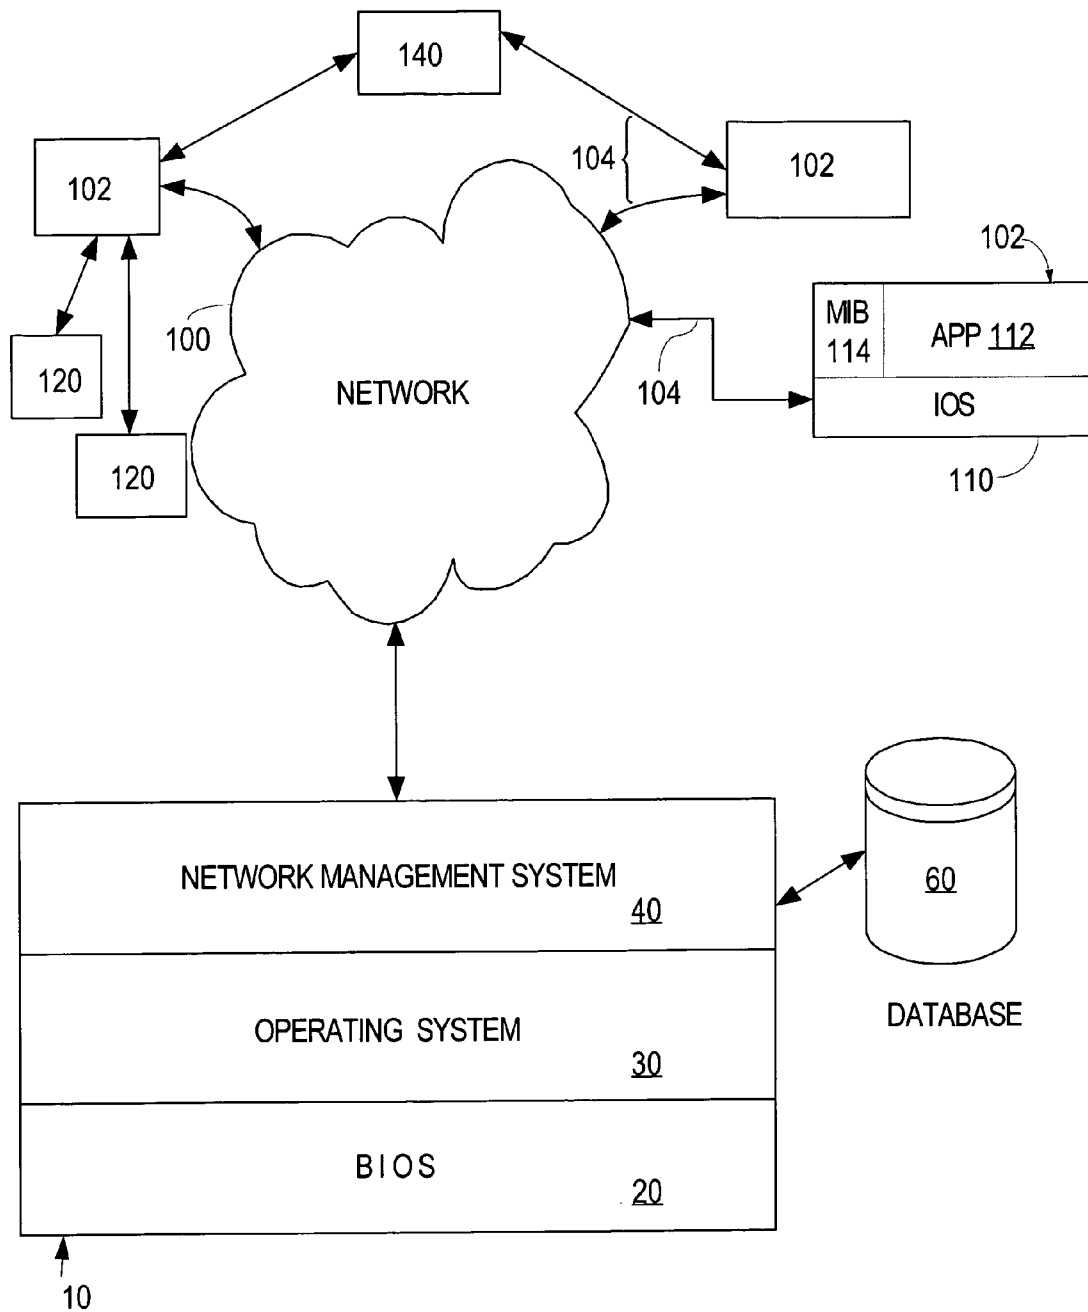 140
102
104
102
102
100
MIB
114
APP 112
120
NETWORK
104
IOS
120
110
NETWORK MANAGEMENT SYSTEM
40
60
OPERATING SYSTEM
30
DATABASE
BIOS
20
10